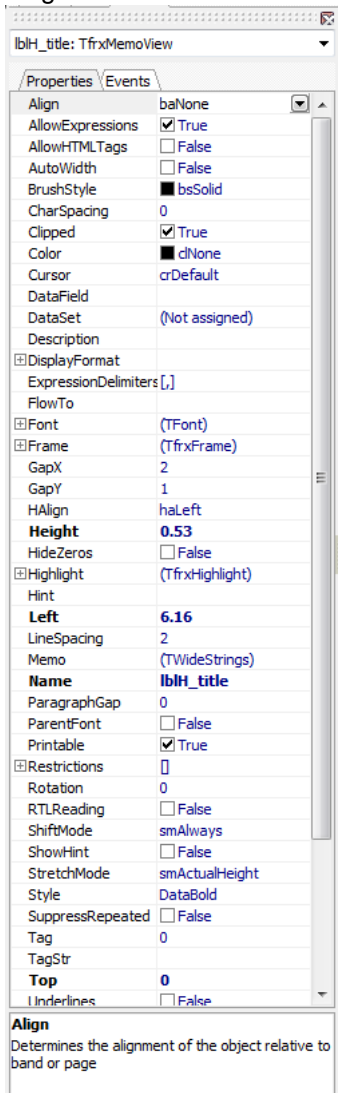 lblH_title: TfrxMemoView
Properties Events
Align baNone
AllowExpressions True
AllowHTMLTags False
AutoWidth False
BrushStyle bsSolid
CharSpacing 0
Clipped True
Color clNone
Cursor crDefault
DataField
DataSet (Not assigned)
Description
DisplayFormat
ExpressionDelimiters [,]
FlowTo
Font (TFont)
Frame (TfrxFrame)
GapX 2
GapY 1
HAlign haLeft
Height 0.53
HideZeros False
Highlight (TfrxHighlight)
Hint
Left 6.16
LineSpacing 2
Memo (TWideStrings)
Name lblH_title
ParagraphGap 0
ParentFont False
Printable True
Restrictions []
Rotation 0
RTLReading False
ShiftMode smAlways
ShowHint False
StretchMode smActualHeight
Style DataBold
SuppressRepeated False
Tag 0
TagStr
Top 0
Underlines False
Align
Determines the alignment of the object relative to
band or page